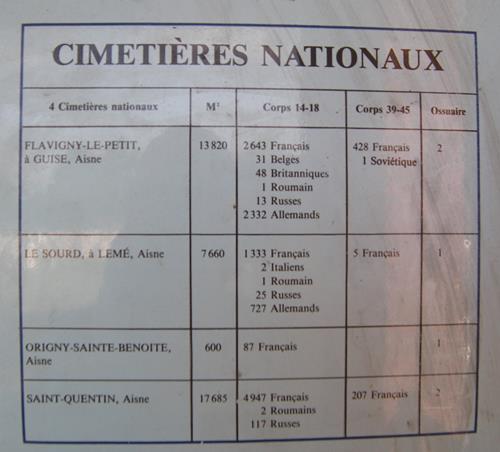 CIMETIÈRES NATIONAUX
4 Cimetières nationaux M² Corps 14-18 Corps 39-45 Ossuaire
FLAVIGNY-LE-PETIT, 13 820 2 643 Français 428 Français 2
à GUISE, Aisne 31 Belges 1 Soviétique
48 Britanniques
1 Roumain
13 Russes
2 332 Allemands
LE SOURD, à LEMÉ, Aisne 7 660 1 333 Français 5 Français 1
2 Italiens
1 Roumain
25 Russes
727 Allemands
ORIGNY-SAINTE-BENOITE, 600 87 Français 1
Aisne
SAINT-QUENTIN, Aisne 17 685 4 947 Français 207 Français 2
2 Roumains
117 Russes